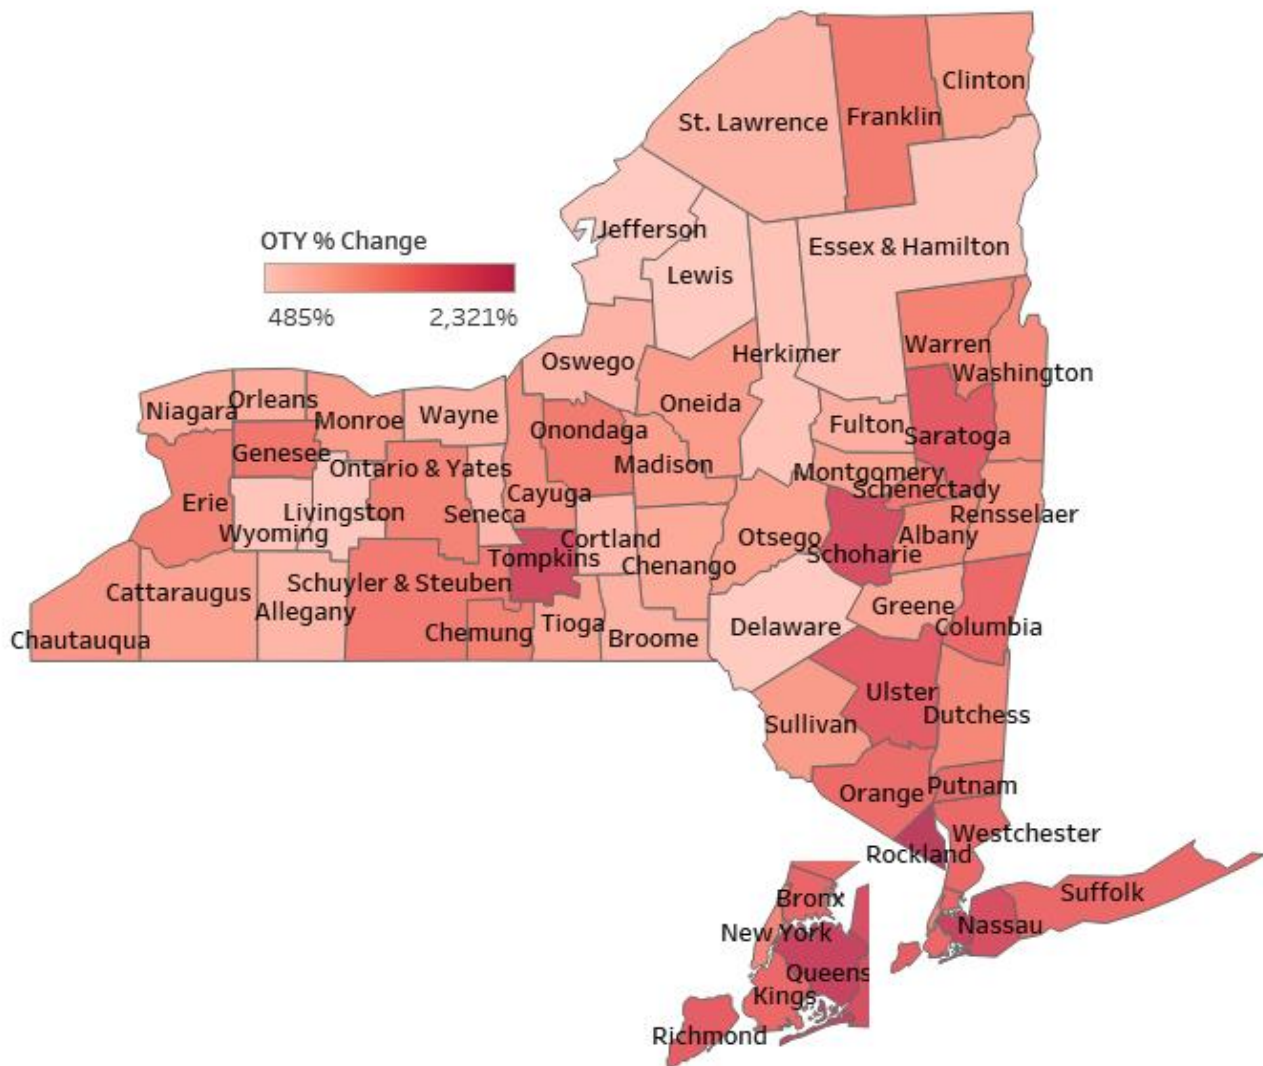 Clinton
Franklin
St. Lawrence
Jefferson
OTY % Change
Essex & Hamilton
Lewis
485% 2,321%
Warren
Herkimer
Oswego
Washington
Orleans
Oneida
Niagara
Wayne
Monroe
Fulton
Onondaga
Saratoga
Genesee
Madison
Ontario & Yates
Montgomery
Schenectady
Cayuga
Erie
Livingston
Seneca
Rensselaer
Wyoming
Albany
Otsego
Cortland
Schoharie
Tompkins
Chenango
Schuyler & Steuben
Cattaraugus
Greene
Allegany
Tioga
Delaware
Columbia
Chemung
Broome
Chautauqua
Ulster
Dutchess
Sullivan
Putnam
Orange
Westchester
Rockland
Suffolk
Bronx
Nassau
New York
Queens
Kings
Richmond